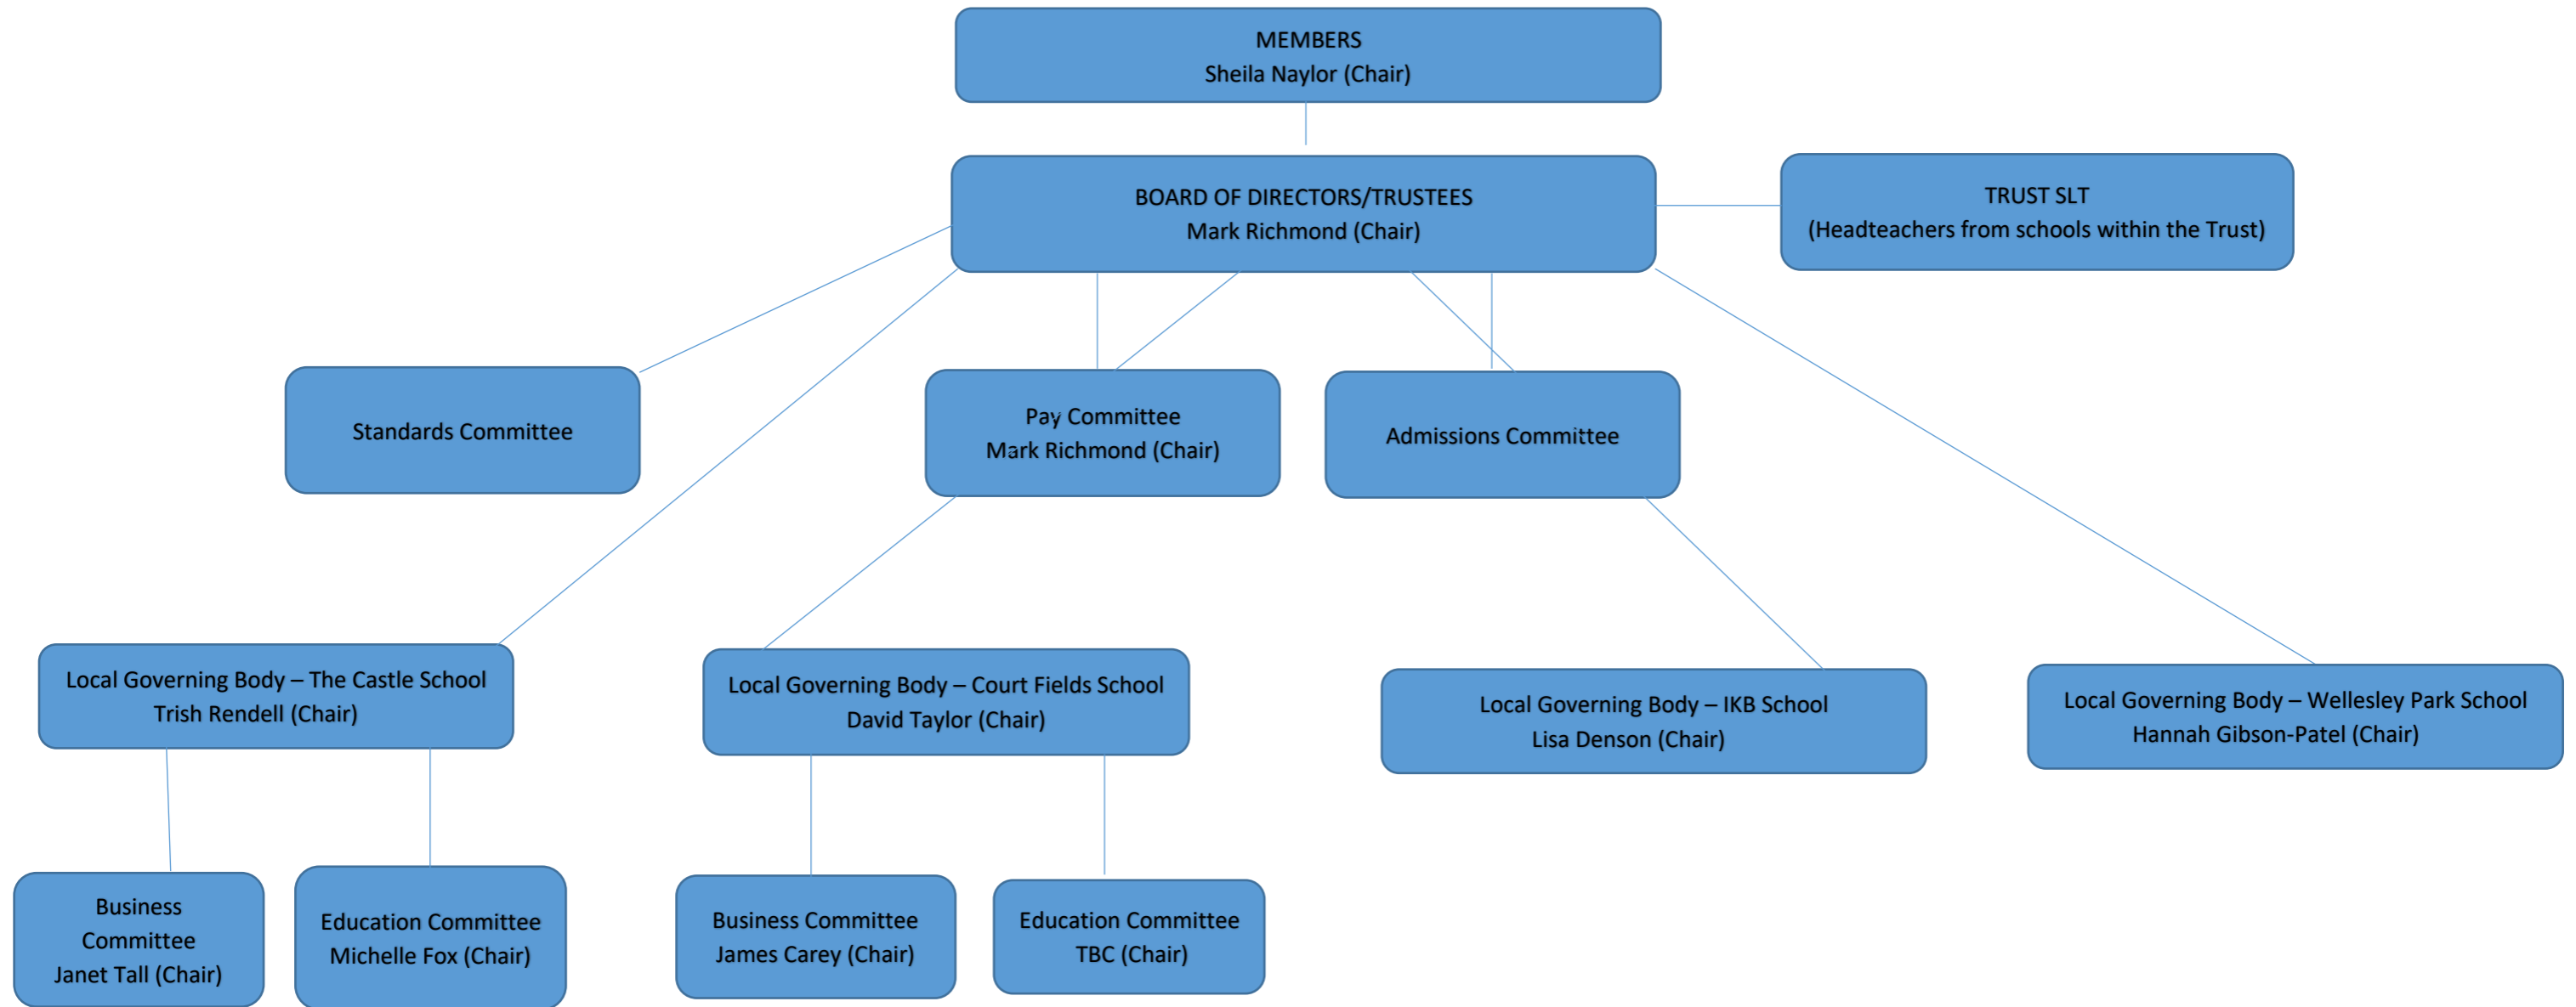 MEMBERS
Sheila Naylor (Chair)
BOARD OF DIRECTORS/TRUSTEES
Mark Richmond (Chair)
TRUST SLT
(Headteachers from schools within the Trust)
Standards Committee
Pay Committee
Mark Richmond (Chair)
Admissions Committee
Local Governing Body – The Castle School
Trish Rendell (Chair)
Local Governing Body – Court Fields School
David Taylor (Chair)
Local Governing Body – IKB School
Lisa Denson (Chair)
Local Governing Body – Wellesley Park School
Hannah Gibson-Patel (Chair)
Business
Committee
Janet Tall (Chair)
Education Committee
Michelle Fox (Chair)
Business Committee
James Carey (Chair)
Education Committee
TBC (Chair)